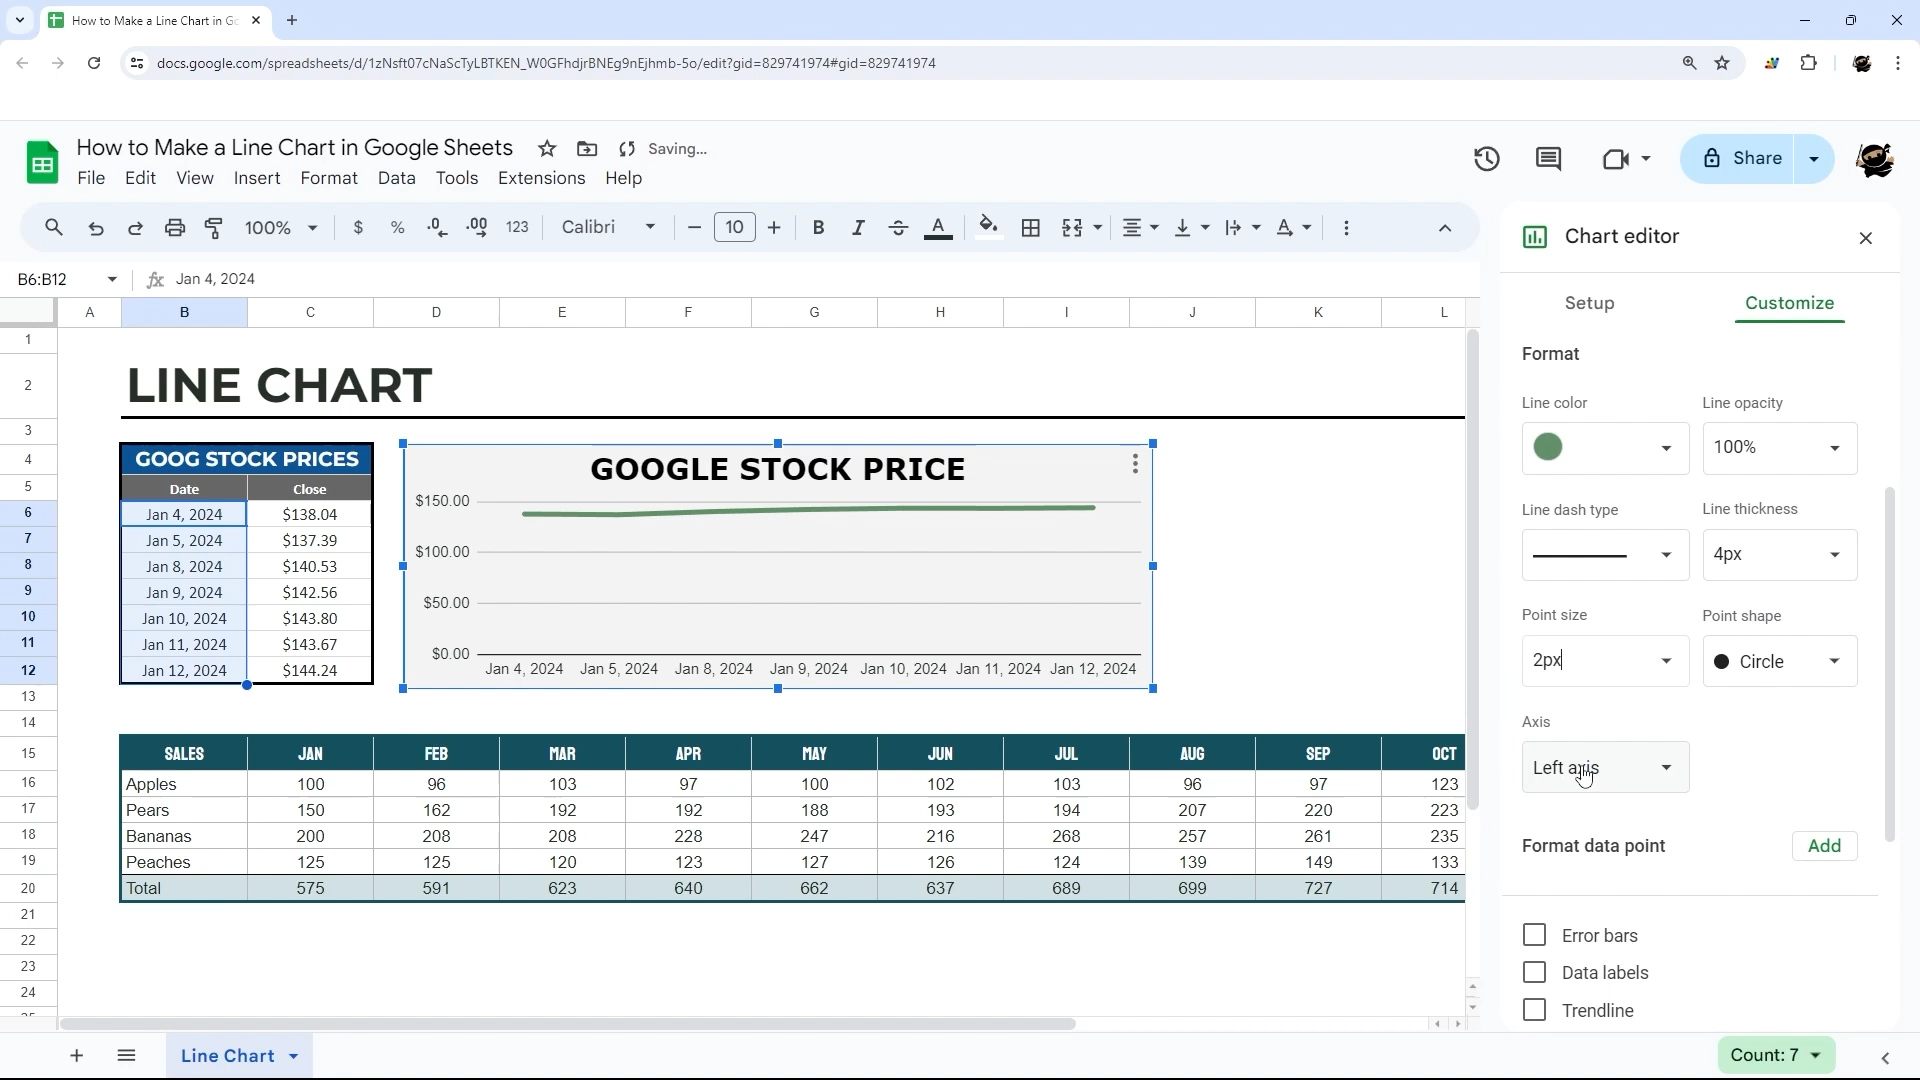 How to Make a Line Chart in Go
docs.google.com/spreadsheets/d/1zNsft07cNaScTyLBTKEN_W0GFhdjrBNEg9nEjhmb-5o/edit?gid=829741974#gid=829741974
How to Make a Line Chart in Google Sheets Saving...
File Edit View Insert Format Data Tools Extensions Help
Share
100% $ % .0 .00 123 Calibri 10 B I A
B6:B12 fx Jan 4, 2024
A B C D E F G H I J K L
1
2 LINE CHART
3
4 GOOG STOCK PRICES
5 Date Close
6 Jan 4, 2024 $138.04
7 Jan 5, 2024 $137.39
8 Jan 8, 2024 $140.53
9 Jan 9, 2024 $142.56
10 Jan 10, 2024 $143.80
11 Jan 11, 2024 $143.67
12 Jan 12, 2024 $144.24
GOOGLE STOCK PRICE
$150.00
$100.00
$50.00
$0.00
Jan 4, 2024 Jan 5, 2024 Jan 8, 2024 Jan 9, 2024 Jan 10, 2024 Jan 11, 2024 Jan 12, 2024
13
14
15 SALES JAN FEB MAR APR MAY JUN JUL AUG SEP OCT
16 Apples 100 96 103 97 100 102 103 96 97 123
17 Pears 150 162 192 192 188 193 194 207 220 223
18 Bananas 200 208 208 228 247 216 268 257 261 235
19 Peaches 125 125 120 123 127 126 124 139 149 133
20 Total 575 591 623 640 662 637 689 699 727 714
21
22
23
24
25
Line Chart
Count: 7
Chart editor
Setup Customize
Format
Line color Line opacity
100%
Line dash type Line thickness
4px
Point size Point shape
2px Circle
Axis
Left axis
Format data point Add
Error bars
Data labels
Trendline